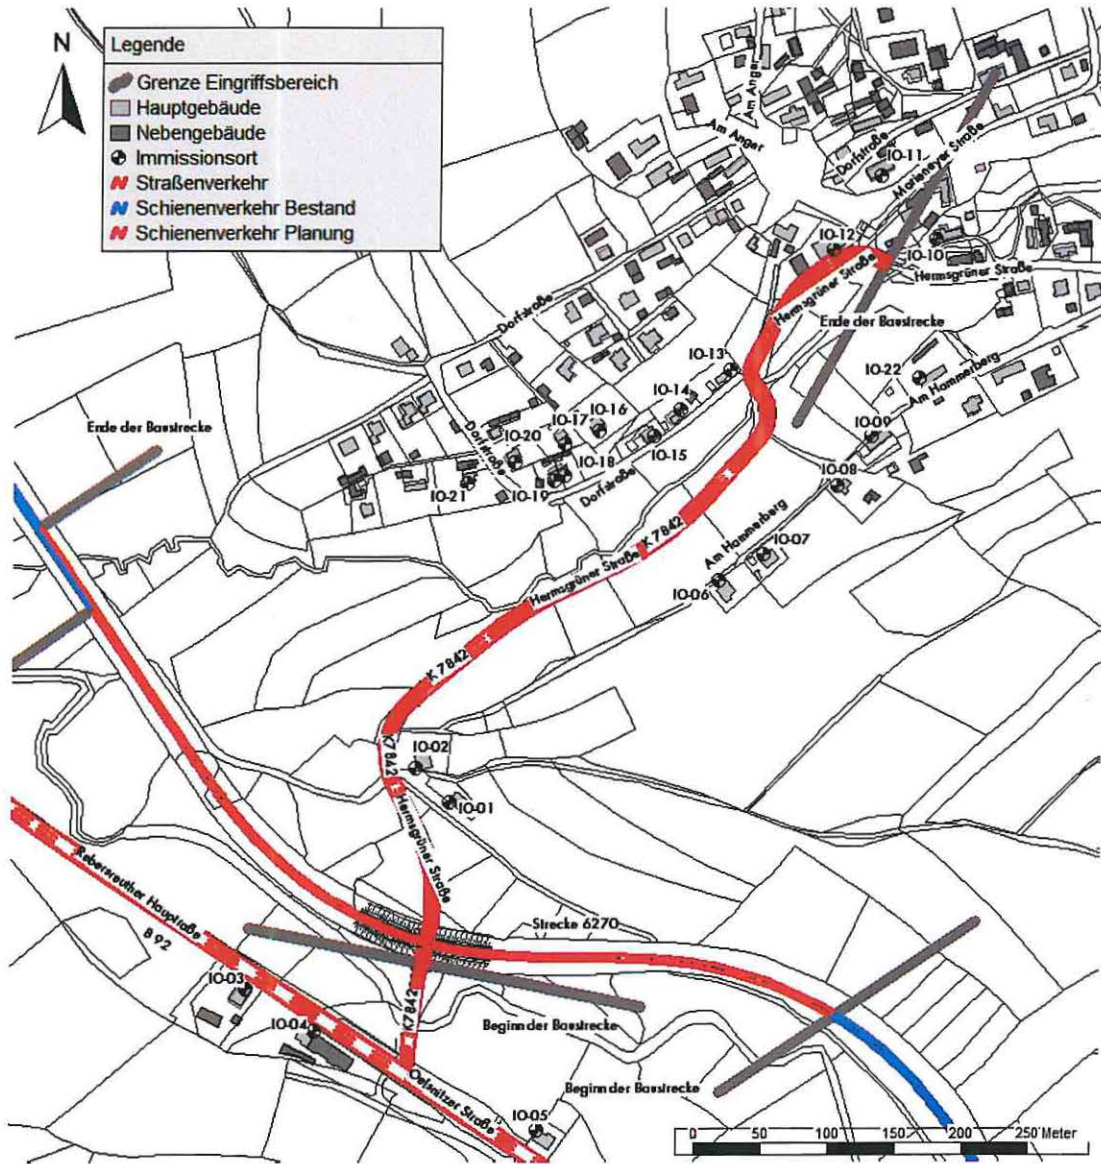 N
Legende
Grenze Eingriffsbereich
Hauptgebäude
Nebengebäude
Immissionsort
Straßenverkehr
Schienenverkehr Bestand
Schienenverkehr Planung
Am Anger
Am Anger
Dorfstraße
IO-11
Marieneyer Straße
IO-12
IO-10
Hermsgrüner Straße
Hermsgrüner Straße
Dorfstraße
Ende der Baustrecke
IO-13
IO-22
Am Hammerberg
IO-14
IO-16
IO-17
Ende der Baustrecke
IO-20
Dorfstraße
IO-15
IO-09
IO-18
IO-08
IO-21
IO-19
Dorfstraße
K 7842
Am Hammerberg
IO-07
Hermsgrüner Straße
IO-06
K 7842
K7842
IO-02
IO-01
Hermsgrüner Straße
Rebersreuther Hauptraße
B 92
Strecke 6270
IO-03
K7842
IO-04
Beginn der Baustrecke
Oelsnitzer Straße
Beginn der Baustrecke
IO-05
0 50 100 150 200 250 Meter